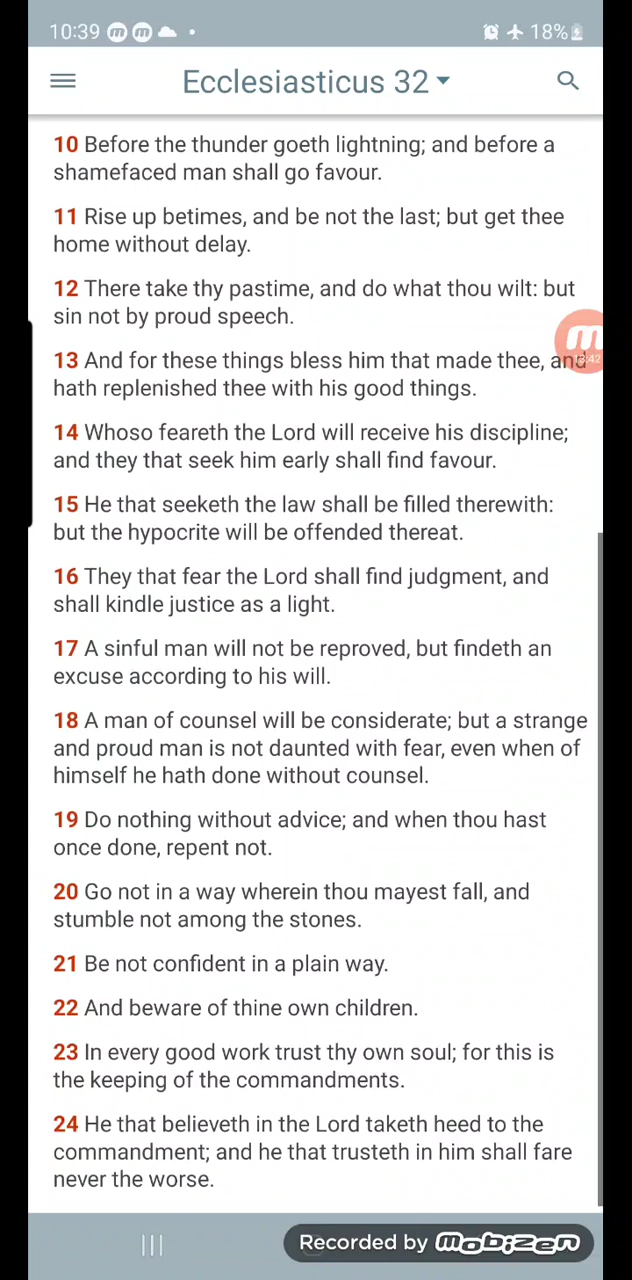 10:39
18%
Ecclesiasticus 32
10 Before the thunder goeth lightning; and before a
shamefaced man shall go favour.
11 Rise up betimes, and be not the last; but get thee
home without delay.
12 There take thy pastime, and do what thou wilt: but
sin not by proud speech.
13 And for these things bless him that made thee, and
hath replenished thee with his good things.
14 Whoso feareth the Lord will receive his discipline;
and they that seek him early shall find favour.
15 He that seeketh the law shall be filled therewith:
but the hypocrite will be offended thereat.
16 They that fear the Lord shall find judgment, and
shall kindle justice as a light.
17 A sinful man will not be reproved, but findeth an
excuse according to his will.
18 A man of counsel will be considerate; but a strange
and proud man is not daunted with fear, even when of
himself he hath done without counsel.
19 Do nothing without advice; and when thou hast
once done, repent not.
20 Go not in a way wherein thou mayest fall, and
stumble not among the stones.
21 Be not confident in a plain way.
22 And beware of thine own children.
23 In every good work trust thy own soul; for this is
the keeping of the commandments.
24 He that believeth in the Lord taketh heed to the
commandment; and he that trusteth in him shall fare
never the worse.
Recorded by mobizen